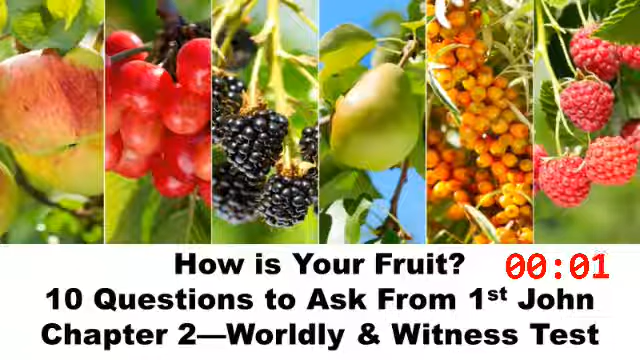 How is Your Fruit?
00:01
10 Questions to Ask From 1st John
Chapter 2—Worldly & Witness Test